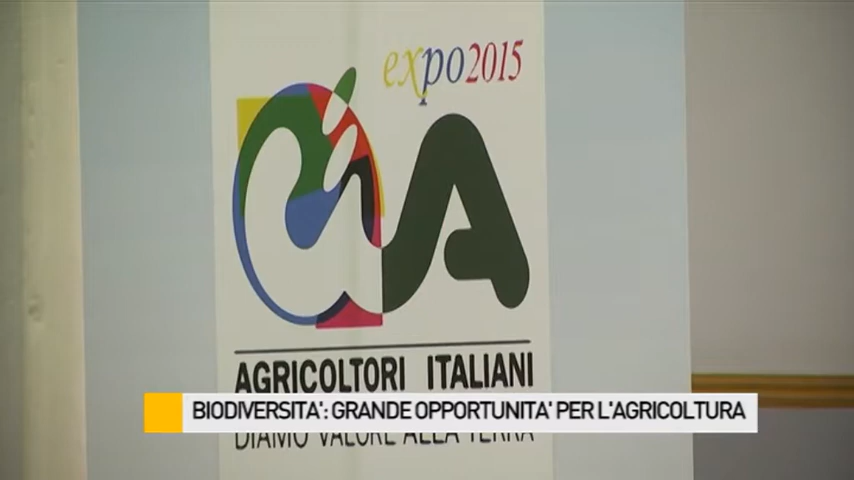 expo2015
CiA
AGRICOLTORI ITALIANI
BIODIVERSITA': GRANDE OPPORTUNITA' PER L'AGRICOLTURA
DIAMO VALORE ALLA TERRA